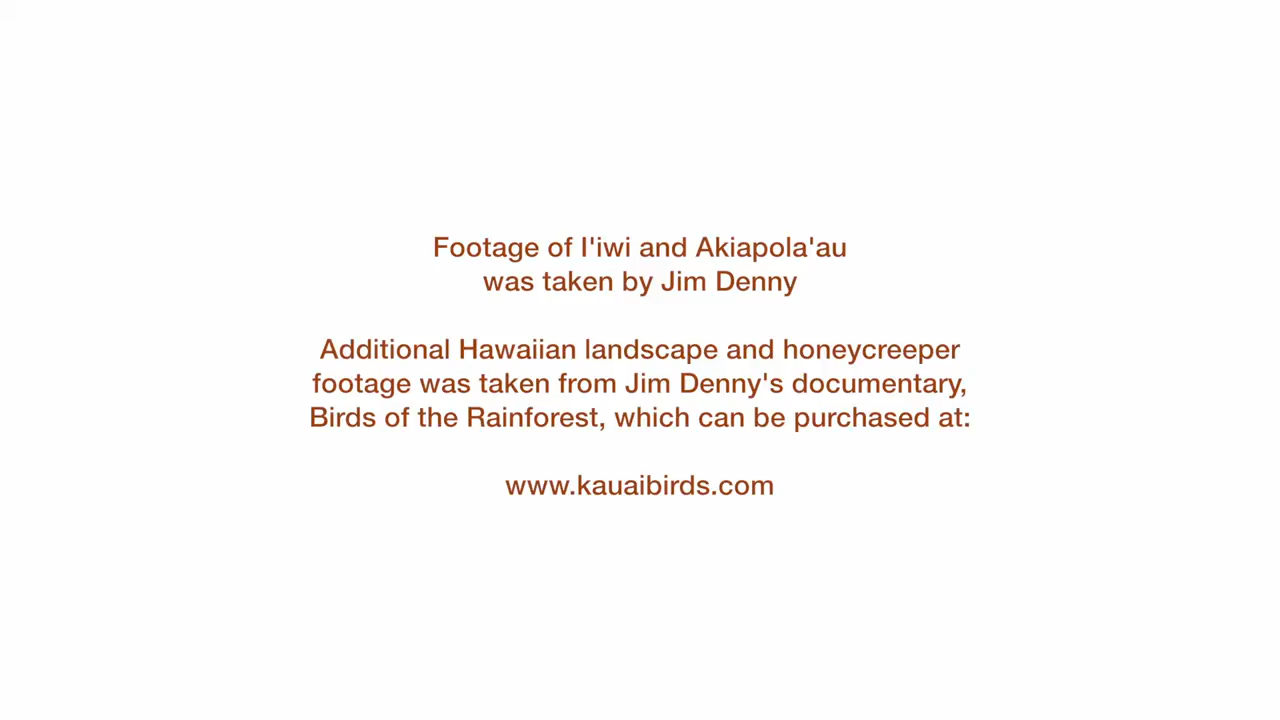 Footage of I'iwi and Akiapola'au
was taken by Jim Denny
Additional Hawaiian landscape and honeycreeper
footage was taken from Jim Denny's documentary,
Birds of the Rainforest, which can be purchased at:
www.kauaibirds.com